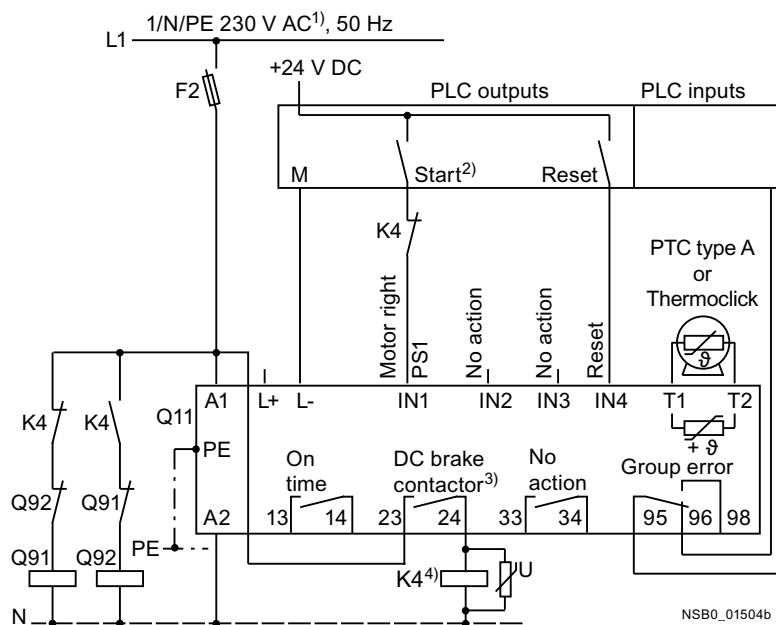 1/N/PE 230 V AC1), 50 Hz
L1
+24 V DC
F2
PLC outputs
PLC inputs
M
Start2)
Reset
K4
PTC type A
or
Thermoclick
Motor right
PS1
No action
No action
Reset
ϑ
A1
L+
L-
IN1
IN2
IN3
IN4
T1
T2
K4
K4
Q11
PE
+ ϑ
On
time
DC brake
contactor3)
No
action
Group error
Q92
Q91
A2
13
14
23
24
33
34
95
96
98
PE
Q91
Q92
K44)
U
N
NSB0_01504b